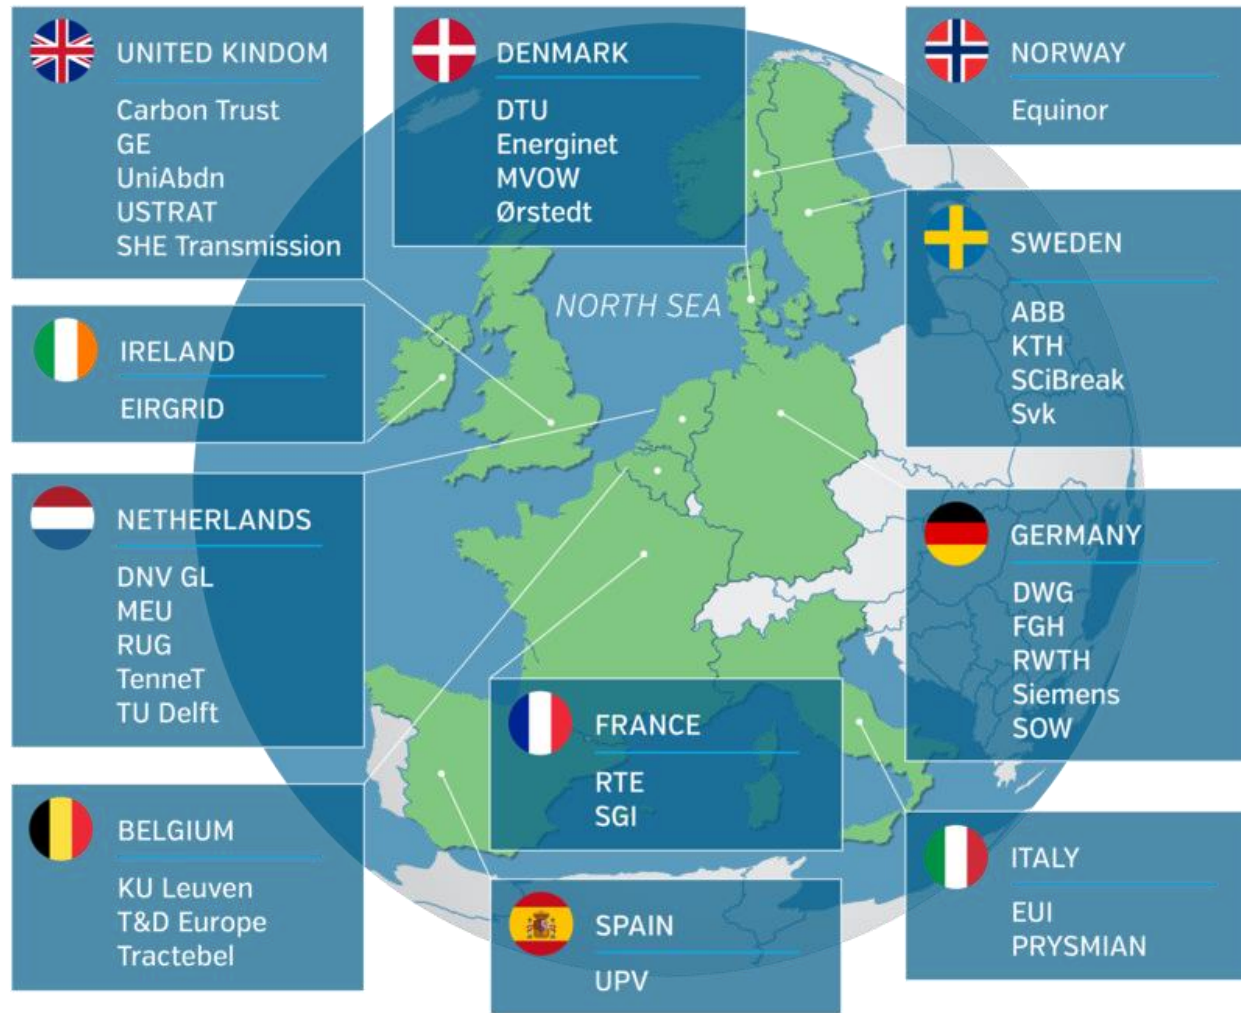 UNITED KINDOM
Carbon Trust
GE
UniAbdn
USTRAT
SHE Transmission
DENMARK
DTU
Energinet
MVOW
Ørstedt
NORWAY
Equinor
SWEDEN
ABB
KTH
SCiBreak
Svk
NORTH SEA
IRELAND
EIRGRID
NETHERLANDS
DNV GL
MEU
RUG
TenneT
TU Delft
GERMANY
DWG
FGH
RWTH
Siemens
SOW
FRANCE
RTE
SGI
BELGIUM
KU Leuven
T&D Europe
Tractebel
SPAIN
UPV
ITALY
EUI
PRYSMIAN